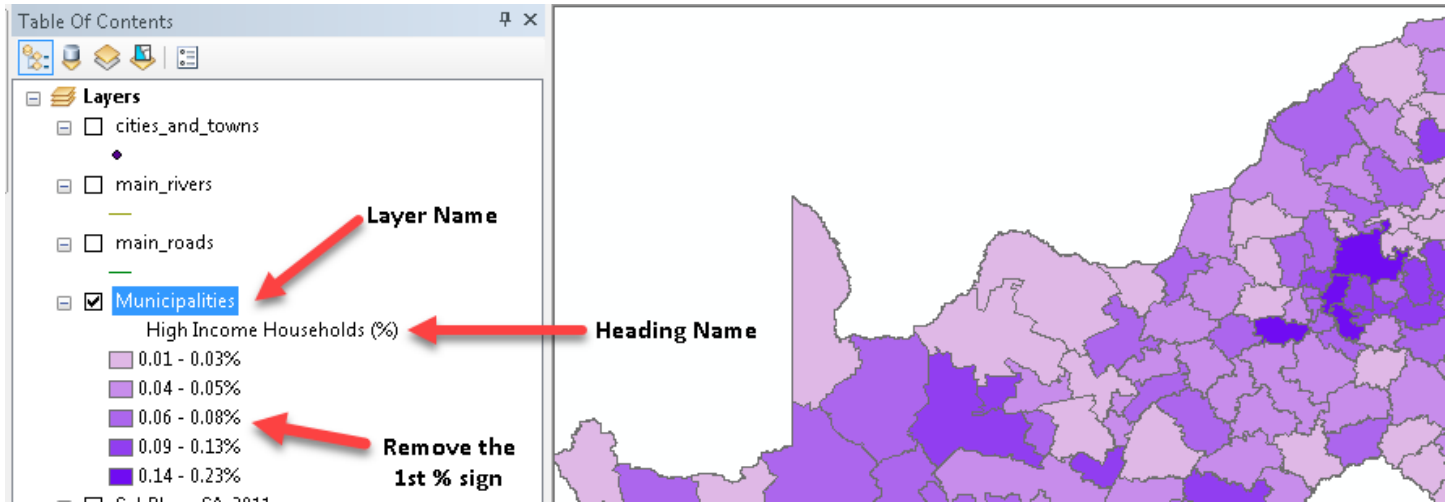 Table Of Contents
Layers
cities_and_towns
main_rivers
Layer Name
main_roads
Municipalities
High Income Households (%)
Heading Name
0.01 - 0.03%
0.04 - 0.05%
0.06 - 0.08%
Remove the
1st % sign
0.09 - 0.13%
0.14 - 0.23%